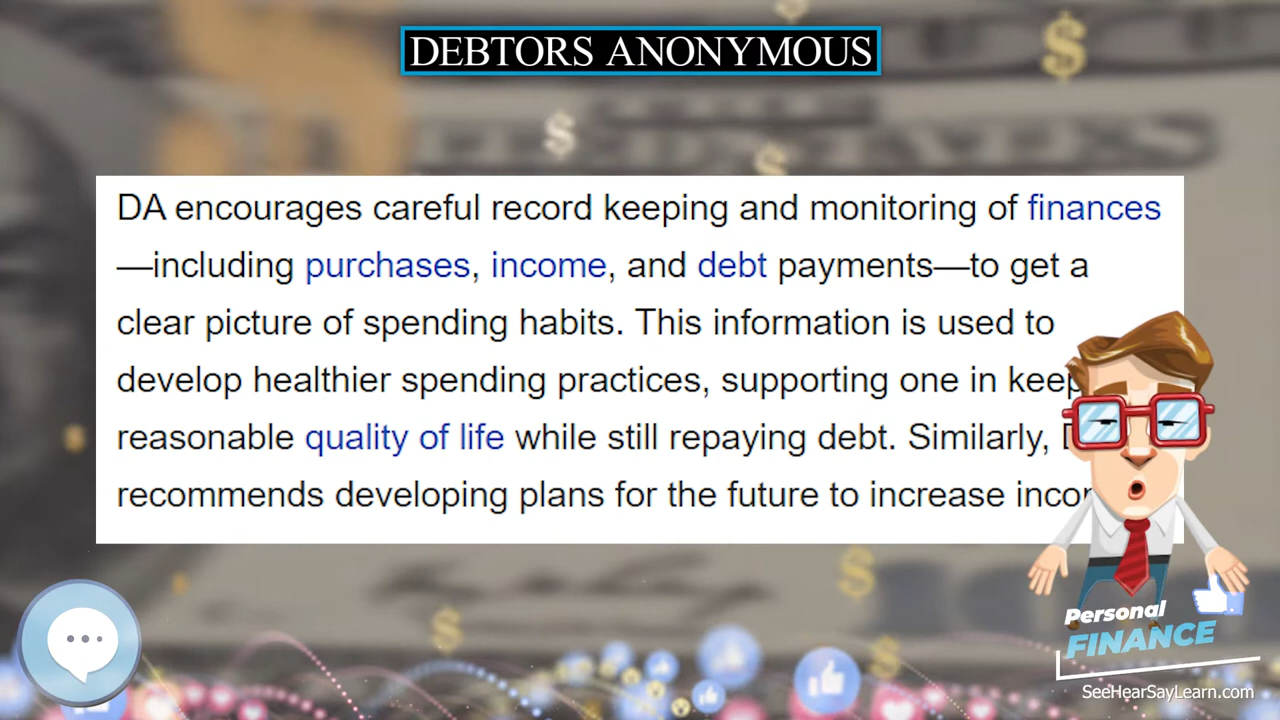 DEBTORS ANONYMOUS
DA encourages careful record keeping and monitoring of finances
—including purchases, income, and debt payments—to get a
clear picture of spending habits. This information is used to
develop healthier spending practices, supporting one in keep
reasonable quality of life while still repaying debt. Similarly,
recommends developing plans for the future to increase
Personal
FINANCE
SeeHearSayLearn.com